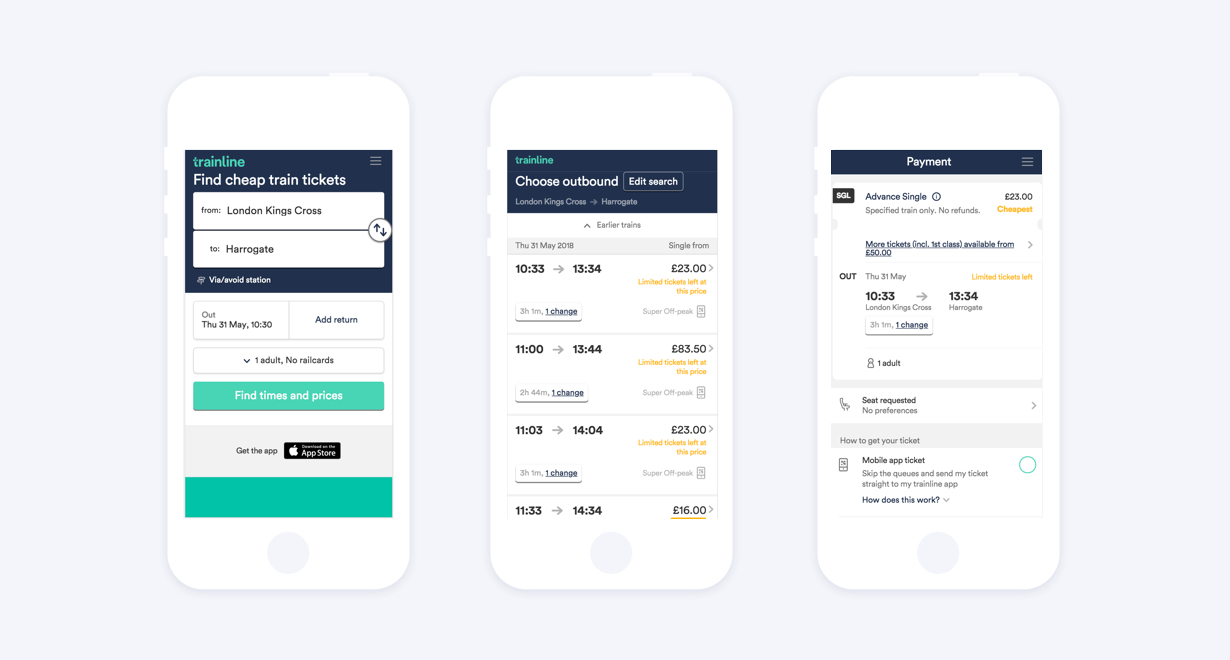 trainline
Find cheap train tickets
from: London Kings Cross
to: Harrogate
Via/avoid station
Out
Thu 31 May, 10:30
Add return
1 adult, No railcards
Find times and prices
Get the app
Download on the
App Store
trainline
Choose outbound Edit search
London Kings Cross → Harrogate
Earlier trains
Thu 31 May 2018 Single from
10:33 → 13:34 £23.00
Limited tickets left at
this price
3h 1m, 1 change Super Off-peak
11:00 → 13:44 £83.50
Limited tickets left at
this price
2h 44m, 1 change Super Off-peak
11:03 → 14:04 £23.00
Limited tickets left at
this price
3h 1m, 1 change Super Off-peak
11:33 → 14:34 £16.00
Payment
SGL Advance Single £23.00
Specified train only. No refunds. Cheapest
More tickets (incl. 1st class) available from
£50.00
OUT Thu 31 May Limited tickets left
10:33 → 13:34
London Kings Cross Harrogate
3h 1m, 1 change
1 adult
Seat requested
No preferences
How to get your ticket
Mobile app ticket
Skip the queues and send my ticket
straight to my trainline app
How does this work?